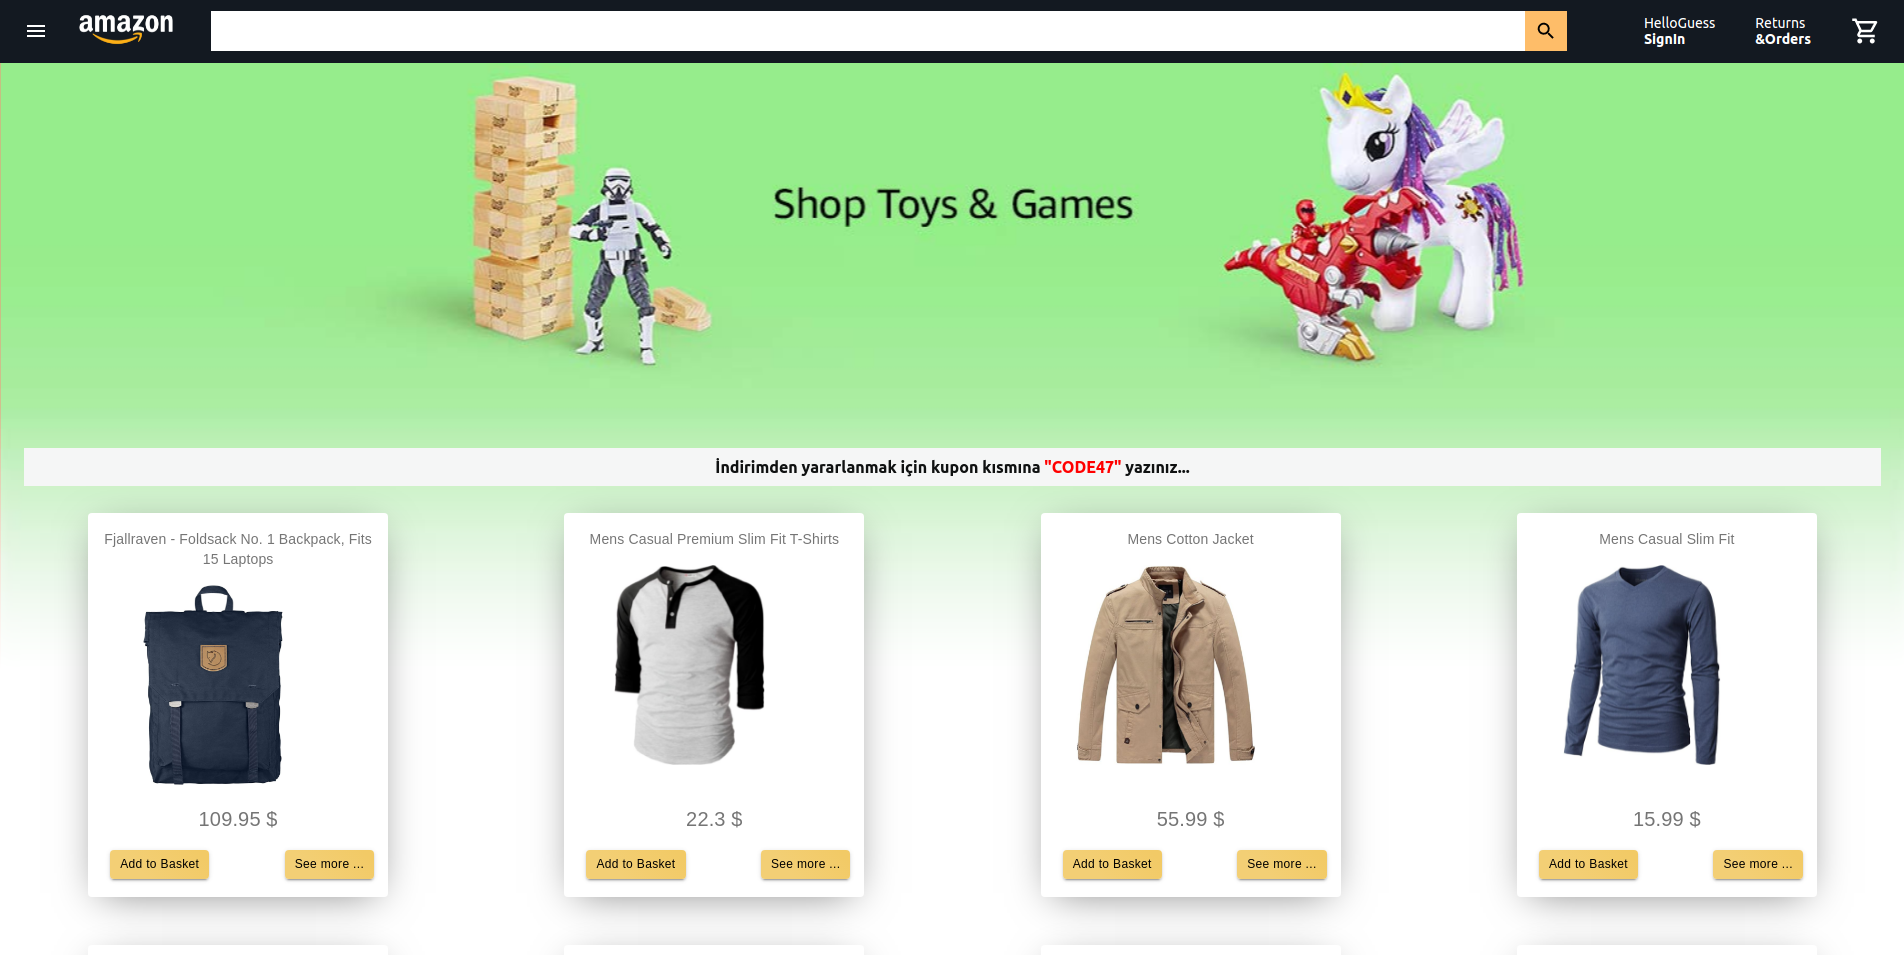 amazon
HelloGuess
SignIn
Returns
&Orders
Shop Toys & Games
İndirimden yararlanmak için kupon kısmına "CODE47" yazınız...
Fjallraven - Foldsack No. 1 Backpack, Fits
15 Laptops
109.95 $
Add to Basket
See more ...
Mens Casual Premium Slim Fit T-Shirts
22.3 $
Add to Basket
See more ...
Mens Cotton Jacket
55.99 $
Add to Basket
See more ...
Mens Casual Slim Fit
15.99 $
Add to Basket
See more ...